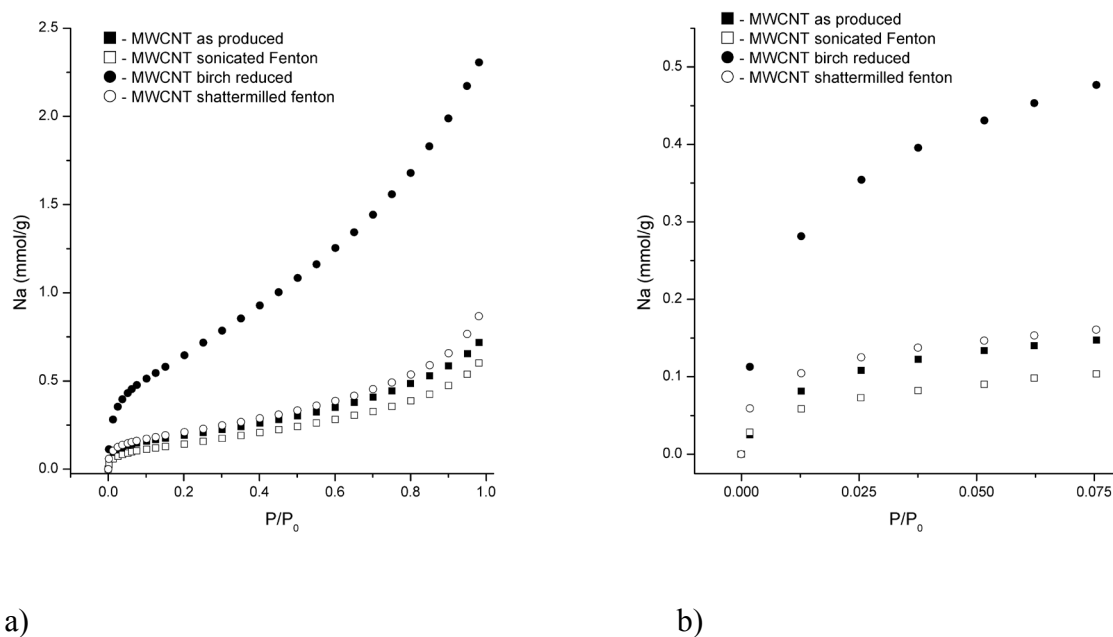 2.5
2.0
1.5
1.0
0.5
0.0
Na (mmol/g)
■ - MWCNT as produced
□ - MWCNT sonicated Fenton
● - MWCNT birch reduced
○ - MWCNT shattermilled fenton
0.0 0.2 0.4 0.6 0.8 1.0
P/P₀
a)
■ - MWCNT as produced
□ - MWCNT sonicated Fenton
● - MWCNT birch reduced
○ - MWCNT shattermilled fenton
0.5
0.4
0.3
0.2
0.1
0.0
Na (mmol/g)
0.000 0.025 0.050 0.075
P/P₀
b)